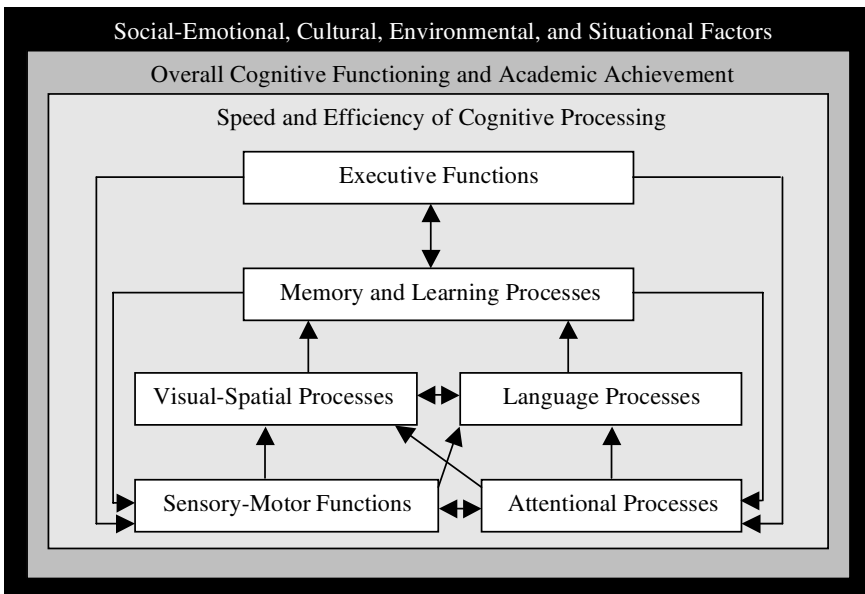 Social-Emotional, Cultural, Environmental, and Situational Factors
Overall Cognitive Functioning and Academic Achievement
Speed and Efficiency of Cognitive Processing
Executive Functions
Memory and Learning Processes
Visual-Spatial Processes
Language Processes
Sensory-Motor Functions
Attentional Processes